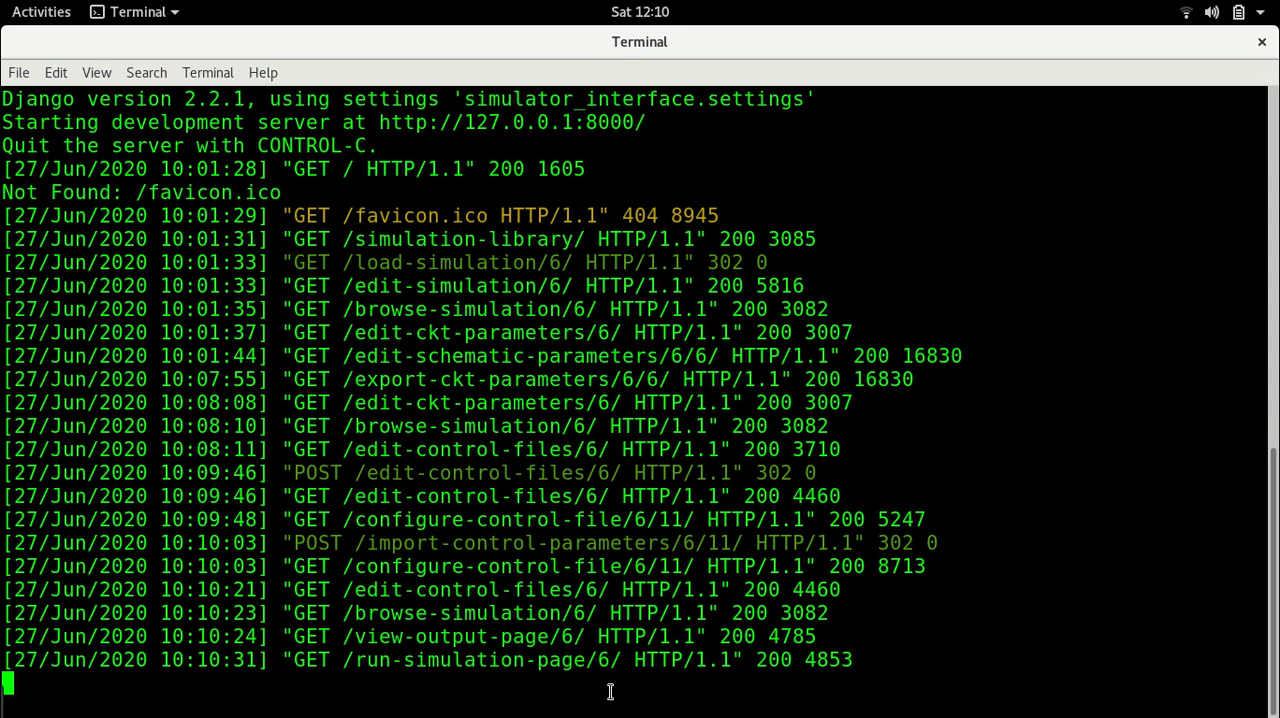 Activities Terminal Sat 12:10
Terminal ×
File Edit View Search Terminal Help
Django version 2.2.1, using settings 'simulator_interface.settings'
Starting development server at http://127.0.0.1:8000/
Quit the server with CONTROL-C.
[27/Jun/2020 10:01:28] "GET / HTTP/1.1" 200 1605
Not Found: /favicon.ico
[27/Jun/2020 10:01:29] "GET /favicon.ico HTTP/1.1" 404 8945
[27/Jun/2020 10:01:31] "GET /simulation-library/ HTTP/1.1" 200 3085
[27/Jun/2020 10:01:33] "GET /load-simulation/6/ HTTP/1.1" 302 0
[27/Jun/2020 10:01:33] "GET /edit-simulation/6/ HTTP/1.1" 200 5816
[27/Jun/2020 10:01:35] "GET /browse-simulation/6/ HTTP/1.1" 200 3082
[27/Jun/2020 10:01:37] "GET /edit-ckt-parameters/6/ HTTP/1.1" 200 3007
[27/Jun/2020 10:01:44] "GET /edit-schematic-parameters/6/6/ HTTP/1.1" 200 16830
[27/Jun/2020 10:07:55] "GET /export-ckt-parameters/6/6/ HTTP/1.1" 200 16830
[27/Jun/2020 10:08:08] "GET /edit-ckt-parameters/6/ HTTP/1.1" 200 3007
[27/Jun/2020 10:08:10] "GET /browse-simulation/6/ HTTP/1.1" 200 3082
[27/Jun/2020 10:08:11] "GET /edit-control-files/6/ HTTP/1.1" 200 3710
[27/Jun/2020 10:09:46] "POST /edit-control-files/6/ HTTP/1.1" 302 0
[27/Jun/2020 10:09:46] "GET /edit-control-files/6/ HTTP/1.1" 200 4460
[27/Jun/2020 10:09:48] "GET /configure-control-file/6/11/ HTTP/1.1" 200 5247
[27/Jun/2020 10:10:03] "POST /import-control-parameters/6/11/ HTTP/1.1" 302 0
[27/Jun/2020 10:10:03] "GET /configure-control-file/6/11/ HTTP/1.1" 200 8713
[27/Jun/2020 10:10:21] "GET /edit-control-files/6/ HTTP/1.1" 200 4460
[27/Jun/2020 10:10:23] "GET /browse-simulation/6/ HTTP/1.1" 200 3082
[27/Jun/2020 10:10:24] "GET /view-output-page/6/ HTTP/1.1" 200 4785
[27/Jun/2020 10:10:31] "GET /run-simulation-page/6/ HTTP/1.1" 200 4853